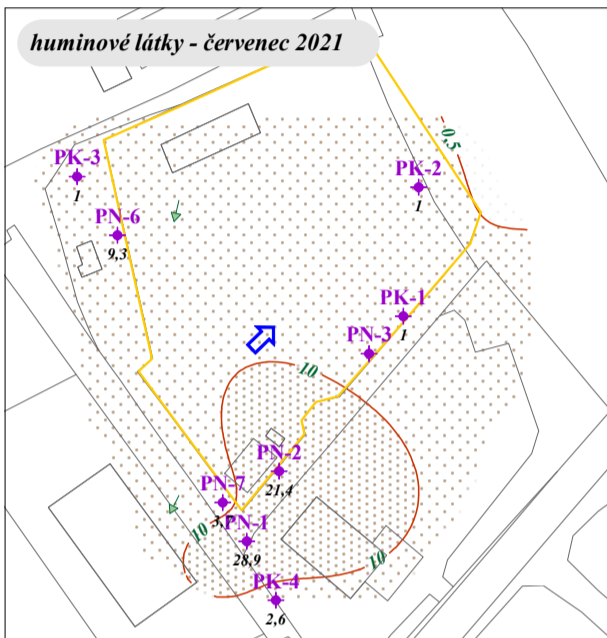 huminové látky - červenec 2021
0,5
PK-3
1
PK-2
1
PN-6
9,3
PK-1
1
PN-3
10
PN-2
21,4
PN-7
10
PN-1
28,9
10
PK-4
2,6